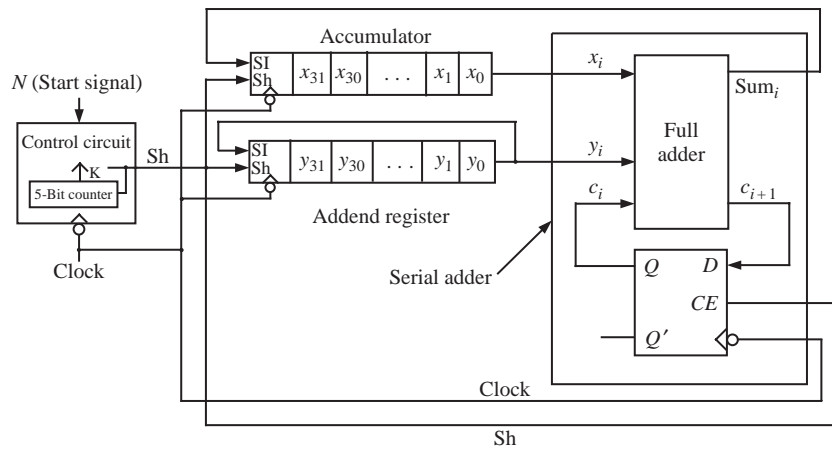 Accumulator
SI
Sh
x31 x30 . . . x1 x0
xi
Sumi
N (Start signal)
Control circuit
K
5-Bit counter
Sh
SI
Sh
y31 y30 . . . y1 y0
yi
Full
adder
ci
ci+1
Addend register
Clock
Serial adder
Q
D
CE
Q′
Clock
Sh